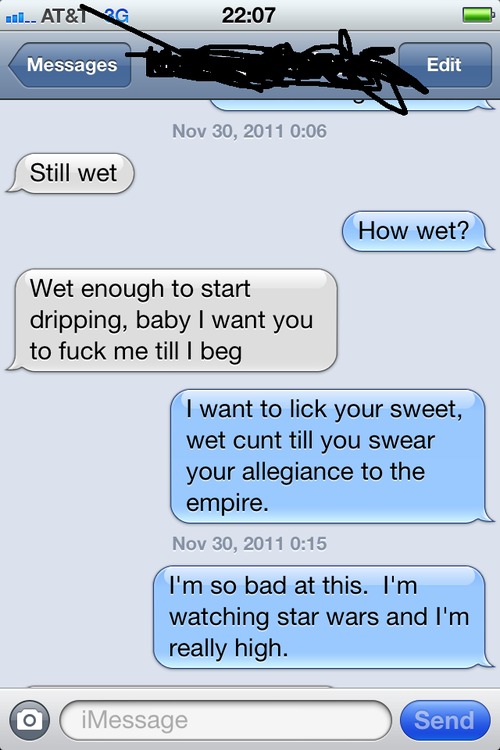 AT&T 3G 22:07
Messages Edit
Nov 30, 2011 0:06
Still wet
How wet?
Wet enough to start
dripping, baby I want you
to fuck me till I beg
I want to lick your sweet,
wet cunt till you swear
your allegiance to the
empire.
Nov 30, 2011 0:15
I'm so bad at this.  I'm
watching star wars and I'm
really high.
iMessage Send